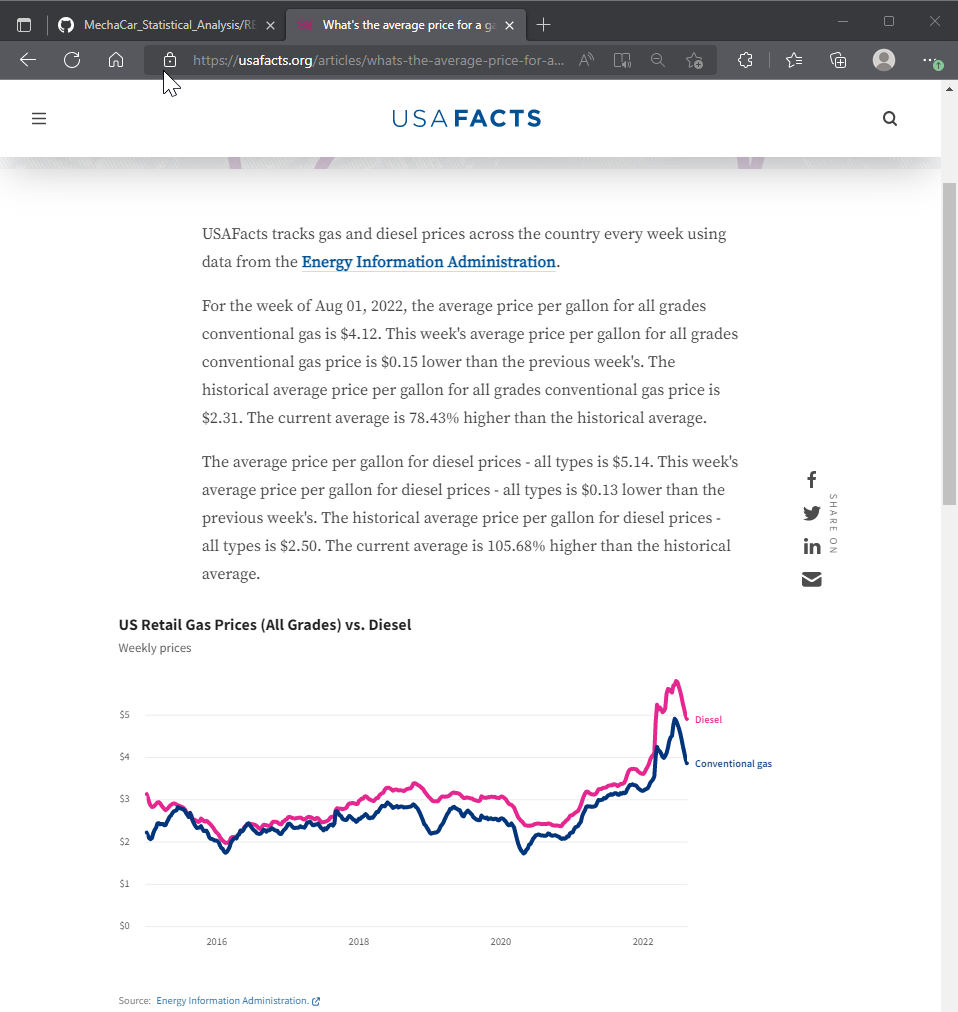 MechaCar_Statistical_Analysis/RE
What's the average price for a ga
https://usafacts.org/articles/whats-the-average-price-for-a...
USAFACTS
USAFacts tracks gas and diesel prices across the country every week using
data from the Energy Information Administration.
For the week of Aug 01, 2022, the average price per gallon for all grades
conventional gas is $4.12. This week's average price per gallon for all grades
conventional gas price is $0.15 lower than the previous week's. The
historical average price per gallon for all grades conventional gas price is
$2.31. The current average is 78.43% higher than the historical average.
The average price per gallon for diesel prices - all types is $5.14. This week's
average price per gallon for diesel prices - all types is $0.13 lower than the
previous week's. The historical average price per gallon for diesel prices -
all types is $2.50. The current average is 105.68% higher than the historical
average.
SHARE ON
US Retail Gas Prices (All Grades) vs. Diesel
Weekly prices
$5
Diesel
$4
Conventional gas
$3
$2
$1
$0
2016 2018 2020 2022
Source: Energy Information Administration.